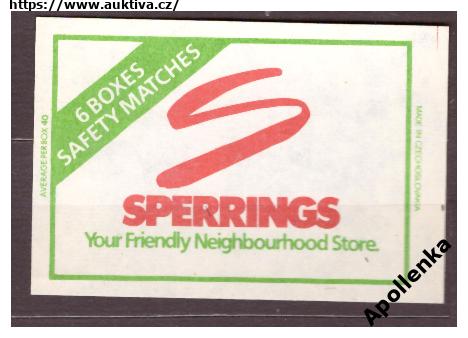 https://www.auktiva.cz/
6 BOXES
SAFETY MATCHES
AVERAGE PER BOX 40
MADE IN CZECHOSLOVAKIA
S
SPERRINGS
Your Friendly Neighbourhood Store.
Apollenka